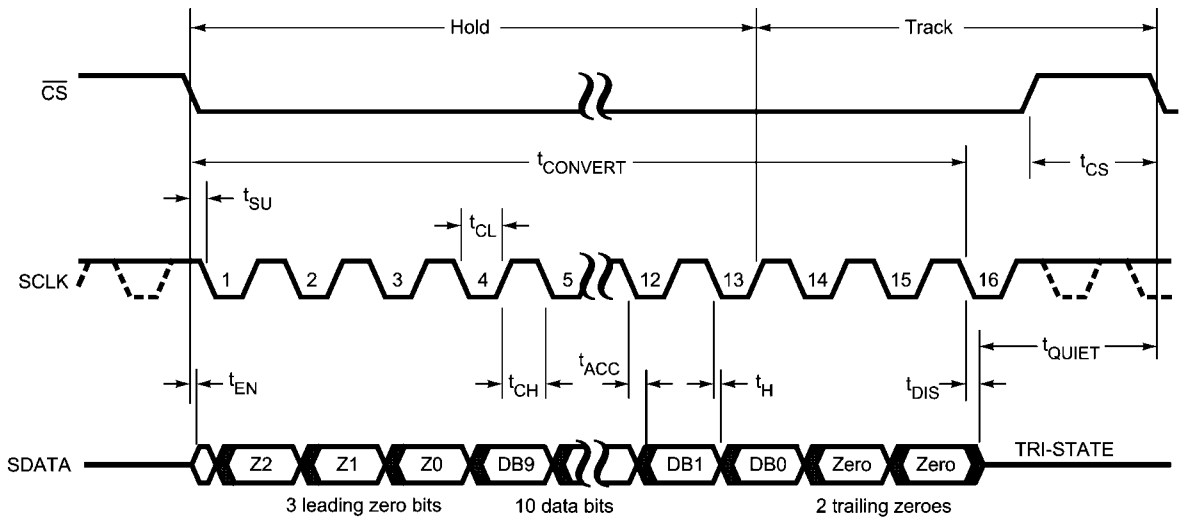 Hold Track
CS
tCONVERT tCS
tSU
tCL
SCLK 1 2 3 4 5 12 13 14 15 16
tQUIET
tEN tCH tACC tH tDIS
SDATA Z2 Z1 Z0 DB9 DB1 DB0 Zero Zero TRI-STATE
3 leading zero bits 10 data bits 2 trailing zeroes